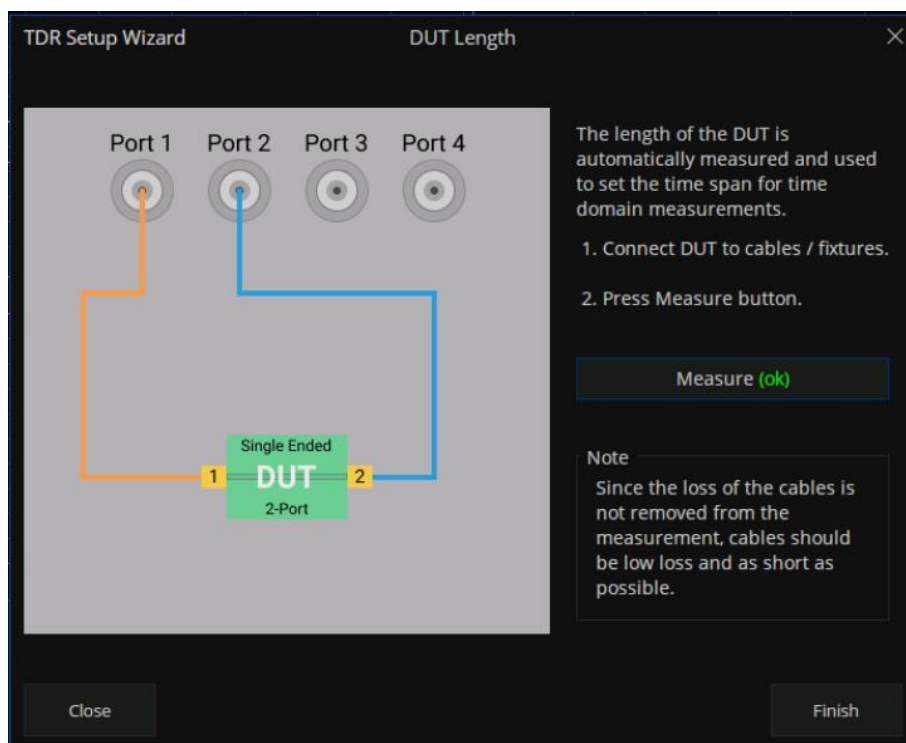 TDR Setup Wizard
DUT Length
Port 1
Port 2
Port 3
Port 4
Single Ended
1
DUT
2
2-Port
The length of the DUT is
automatically measured and used
to set the time span for time
domain measurements.
1. Connect DUT to cables / fixtures.
2. Press Measure button.
Measure (ok)
Note
Since the loss of the cables is
not removed from the
measurement, cables should
be low loss and as short as
possible.
Close
Finish